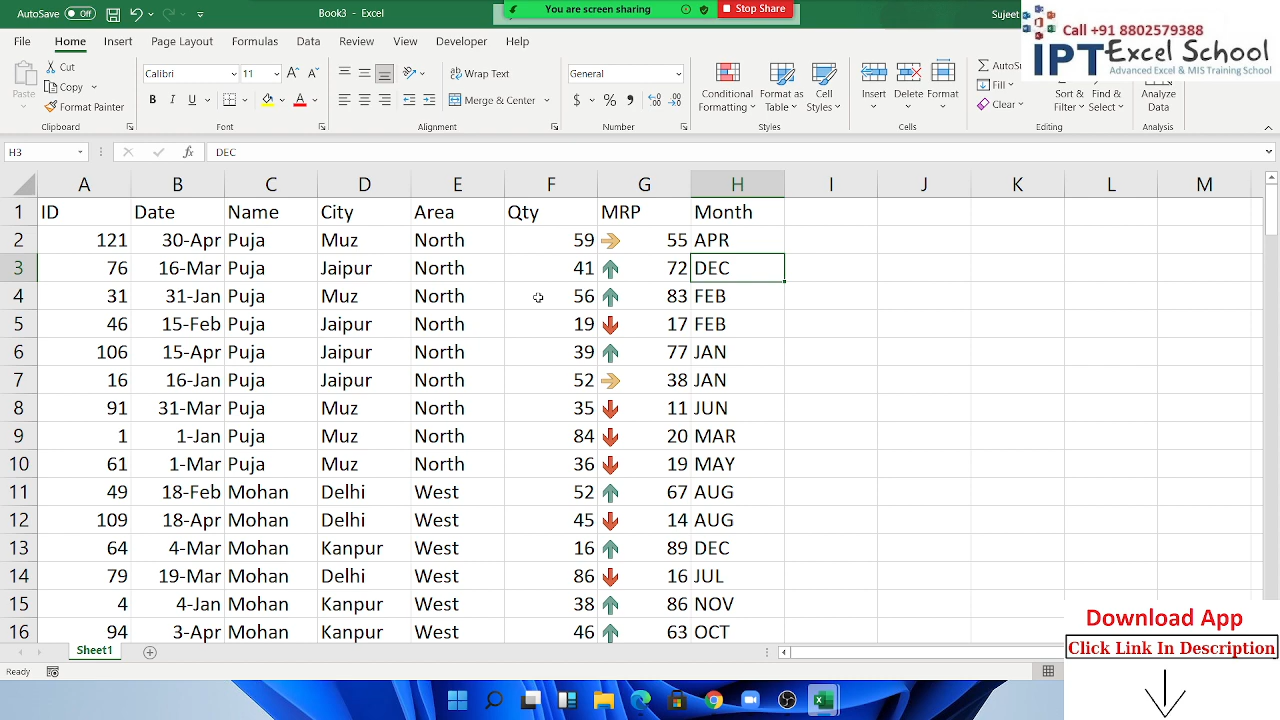 AutoSave Off
Book3 - Excel
You are screen sharing
Stop Share
Sujeet
Call +91 8802579388
IPT Excel School
Advanced Excel & MIS Training School
File Home Insert Page Layout Formulas Data Review View Developer Help
Paste
Cut
Copy
Format Painter
Clipboard
Calibri 11
B I U
Font
Wrap Text
Merge & Center
Alignment
General
Number
Conditional Formatting
Format as Table
Cell Styles
Styles
Insert Delete Format
Cells
AutoSu
Fill
Clear
Sort & Filter
Find & Select
Editing
Analyze Data
Analysis
H3 fx DEC
A B C D E F G H I J K L M
1 ID Date Name City Area Qty MRP Month
2 121 30-Apr Puja Muz North 59 55 APR
3 76 16-Mar Puja Jaipur North 41 72 DEC
4 31 31-Jan Puja Muz North 56 83 FEB
5 46 15-Feb Puja Jaipur North 19 17 FEB
6 106 15-Apr Puja Jaipur North 39 77 JAN
7 16 16-Jan Puja Jaipur North 52 38 JAN
8 91 31-Mar Puja Muz North 35 11 JUN
9 1 1-Jan Puja Muz North 84 20 MAR
10 61 1-Mar Puja Muz North 36 19 MAY
11 49 18-Feb Mohan Delhi West 52 67 AUG
12 109 18-Apr Mohan Delhi West 45 14 AUG
13 64 4-Mar Mohan Kanpur West 16 89 DEC
14 79 19-Mar Mohan Delhi West 86 16 JUL
15 4 4-Jan Mohan Kanpur West 38 86 NOV
16 94 3-Apr Mohan Kanpur West 46 63 OCT
Sheet1
Ready
Download App
Click Link In Description